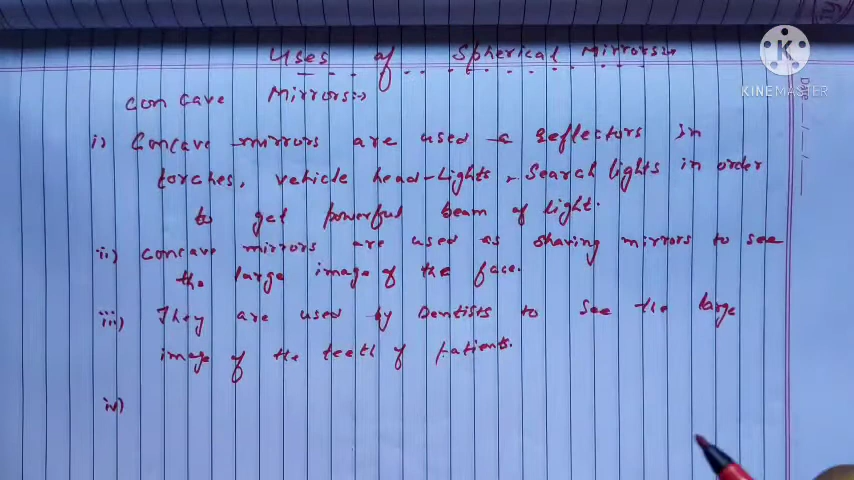 Uses of Spherical Mirrors:→
K
KINEMASTER
Concave Mirrors:→
i) Concave mirrors are used a reflectors in
torches, vehicle head-lights, Search lights in order
to get powerful beam of light.
ii) concave mirrors are used as shaving mirrors to see
the large image of the face.
iii) They are used by Dentists to see the large
image of the teeth of patients.
iv)